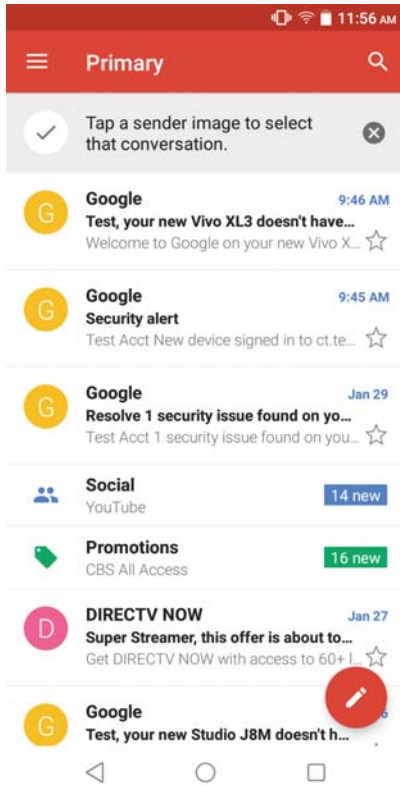 11:56 AM
Primary
Tap a sender image to select
that conversation.
G
Google
9:46 AM
Test, your new Vivo XL3 doesn't have...
Welcome to Google on your new Vivo X...
G
Google
9:45 AM
Security alert
Test Acct New device signed in to ct.te...
G
Google
Jan 29
Resolve 1 security issue found on yo...
Test Acct 1 security issue found on you...
Social
14 new
YouTube
Promotions
16 new
CBS All Access
D
DIRECTV NOW
Jan 27
Super Streamer, this offer is about to...
Get DIRECTV NOW with access to 60+ l...
G
Google
Test, your new Studio J8M doesn't h...